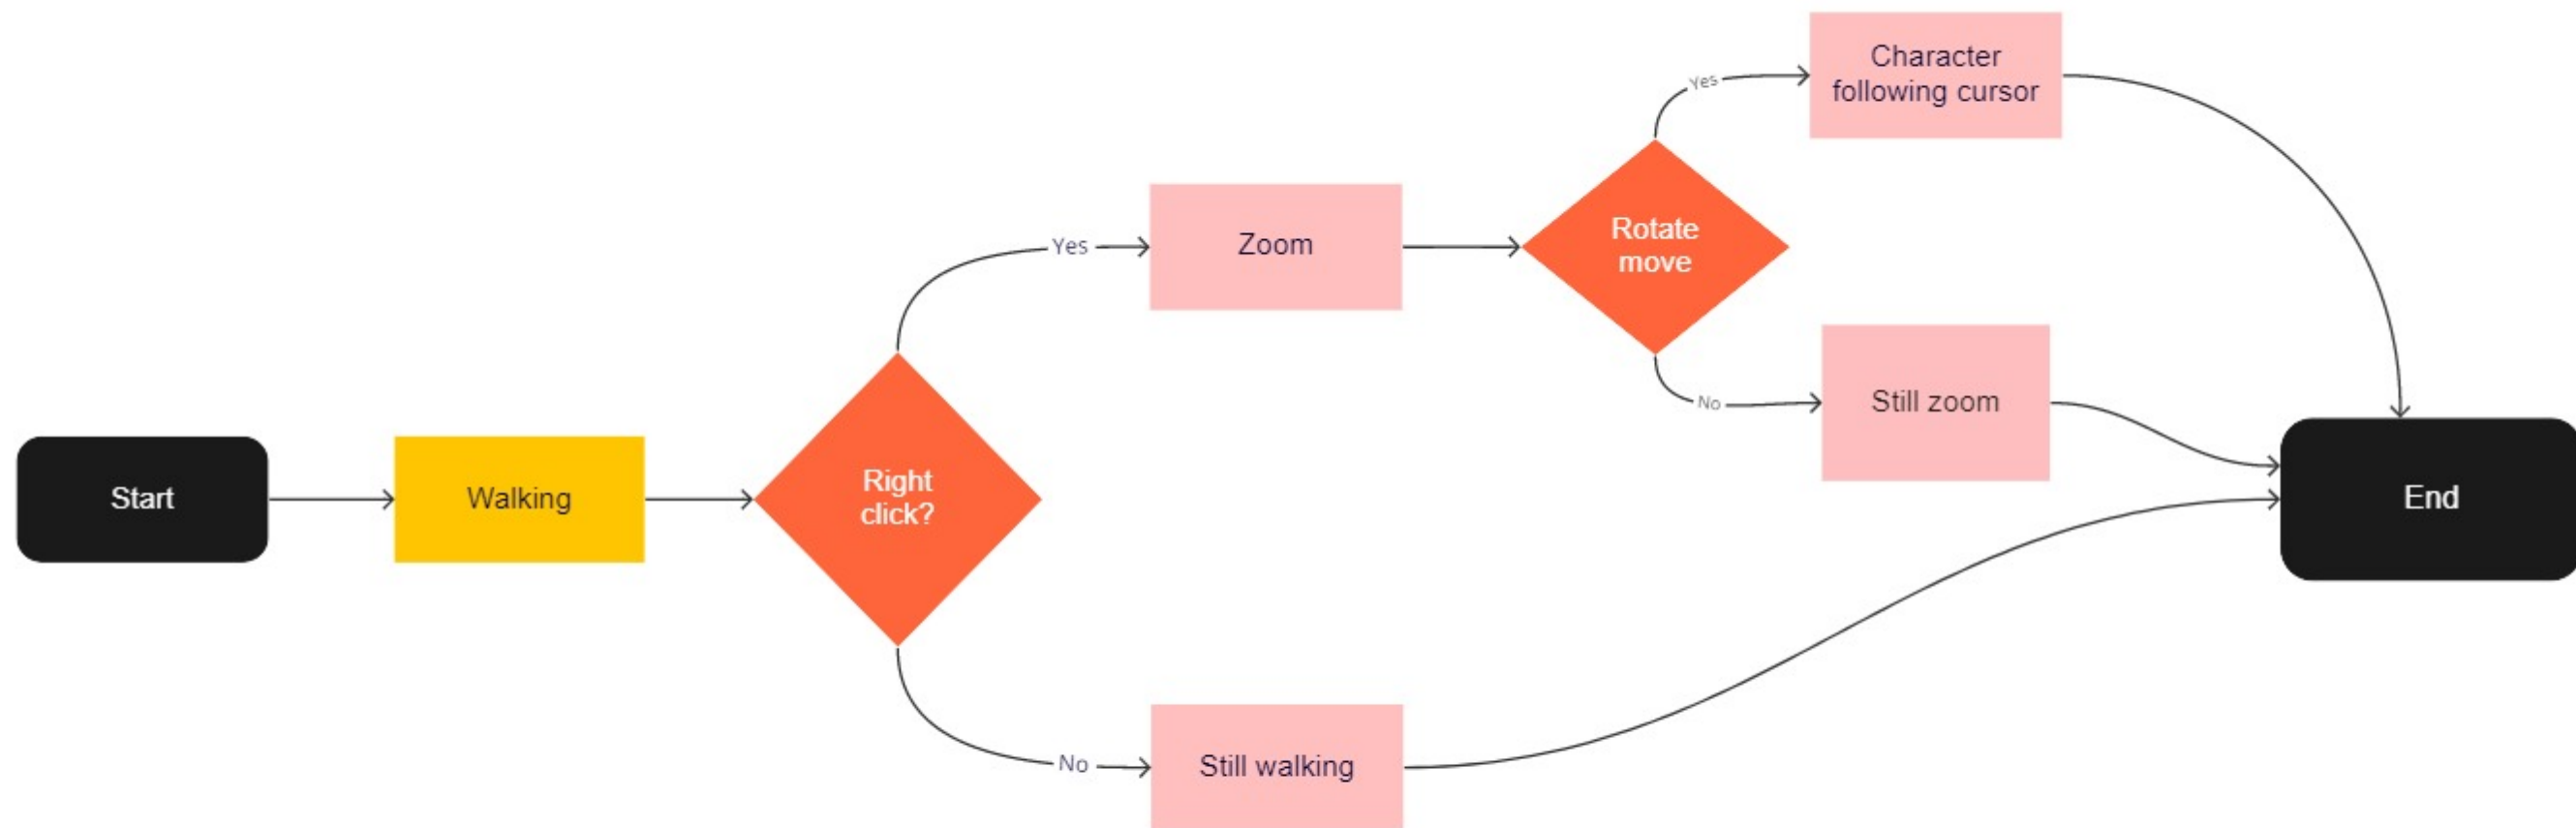 Start
Walking
Right
click?
Yes
Zoom
Rotate
move
Yes
Character
following cursor
No
Still zoom
No
Still walking
End